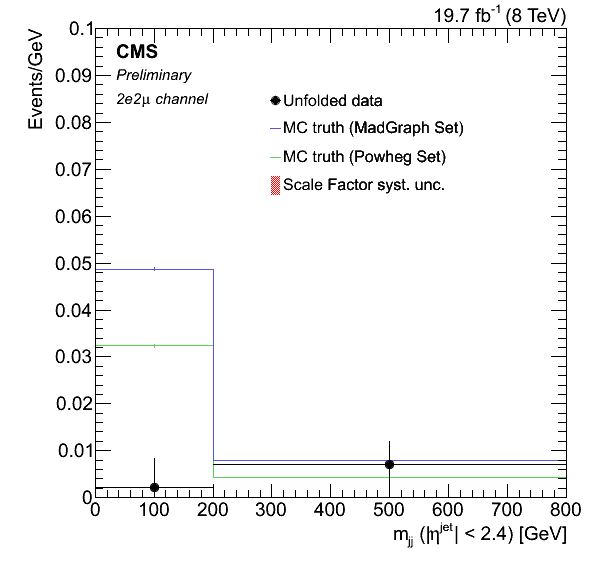 19.7 fb⁻¹ (8 TeV)
Events/GeV
CMS
Preliminary
2e2μ channel
Unfolded data
MC truth (MadGraph Set)
MC truth (Powheg Set)
Scale Factor syst. unc.
0.1
0.09
0.08
0.07
0.06
0.05
0.04
0.03
0.02
0.01
0
0 100 200 300 400 500 600 700 800
m_jj (|η^jet| < 2.4) [GeV]